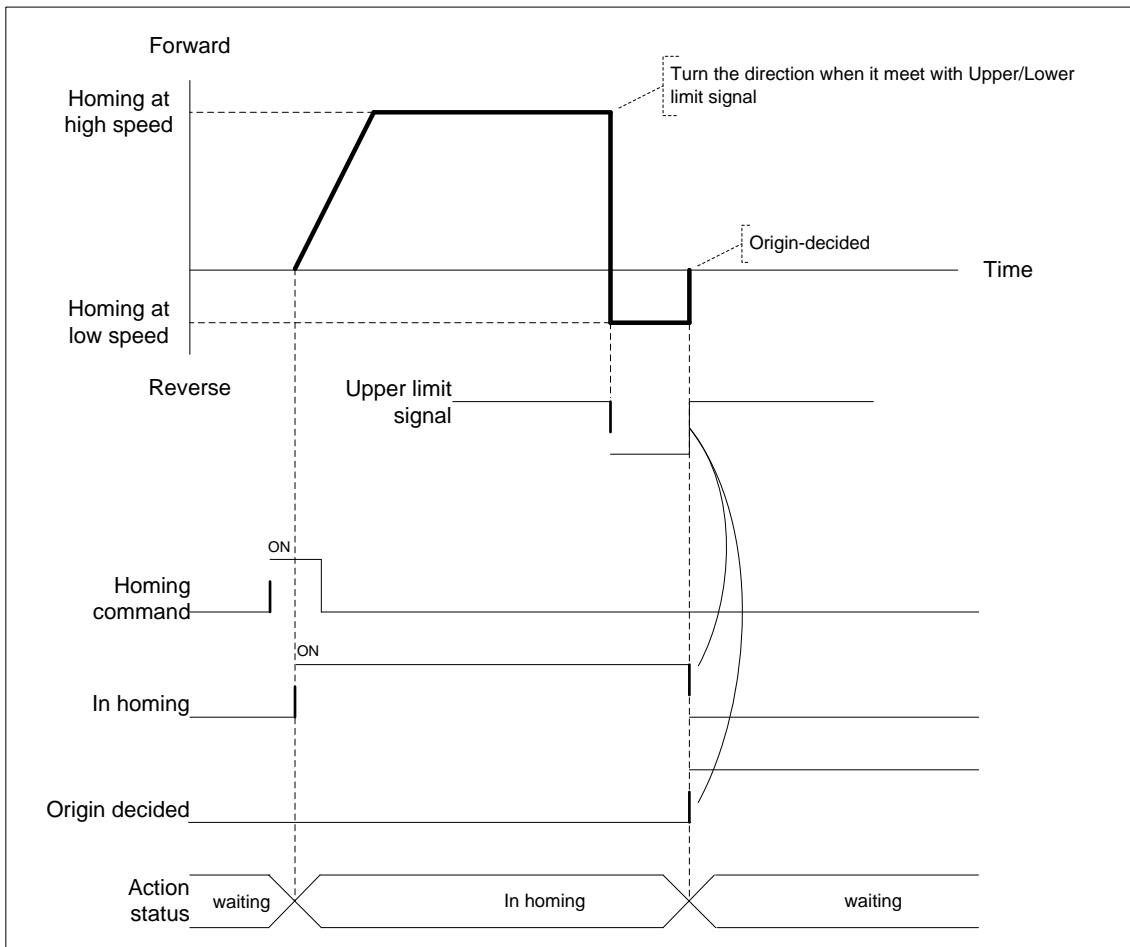 Forward
Turn the direction when it meet with Upper/Lower
limit signal
Homing at
high speed
Origin-decided
Time
Homing at
low speed
Reverse
Upper limit
signal
ON
Homing
command
ON
In homing
Origin decided
Action
status
waiting
In homing
waiting